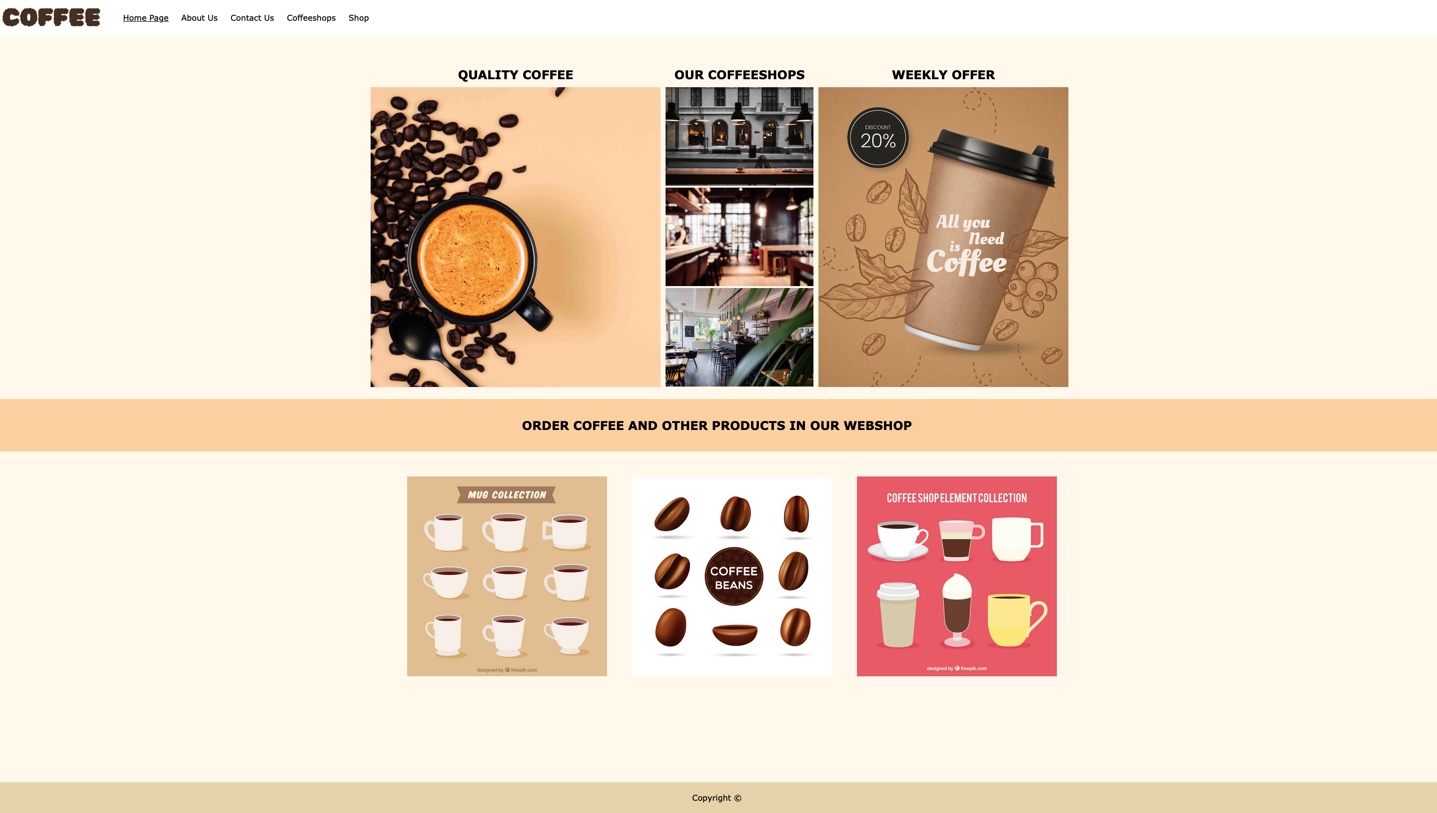 COFFEE
Home Page About Us Contact Us Coffeeshops Shop
QUALITY COFFEE
OUR COFFEESHOPS
WEEKLY OFFER
DISCOUNT
20%
All you
Need
is
Coffee
ORDER COFFEE AND OTHER PRODUCTS IN OUR WEBSHOP
MUG COLLECTION
designed by freepik.com
COFFEE
BEANS
COFFEE SHOP ELEMENT COLLECTION
designed by freepik.com
Copyright ©